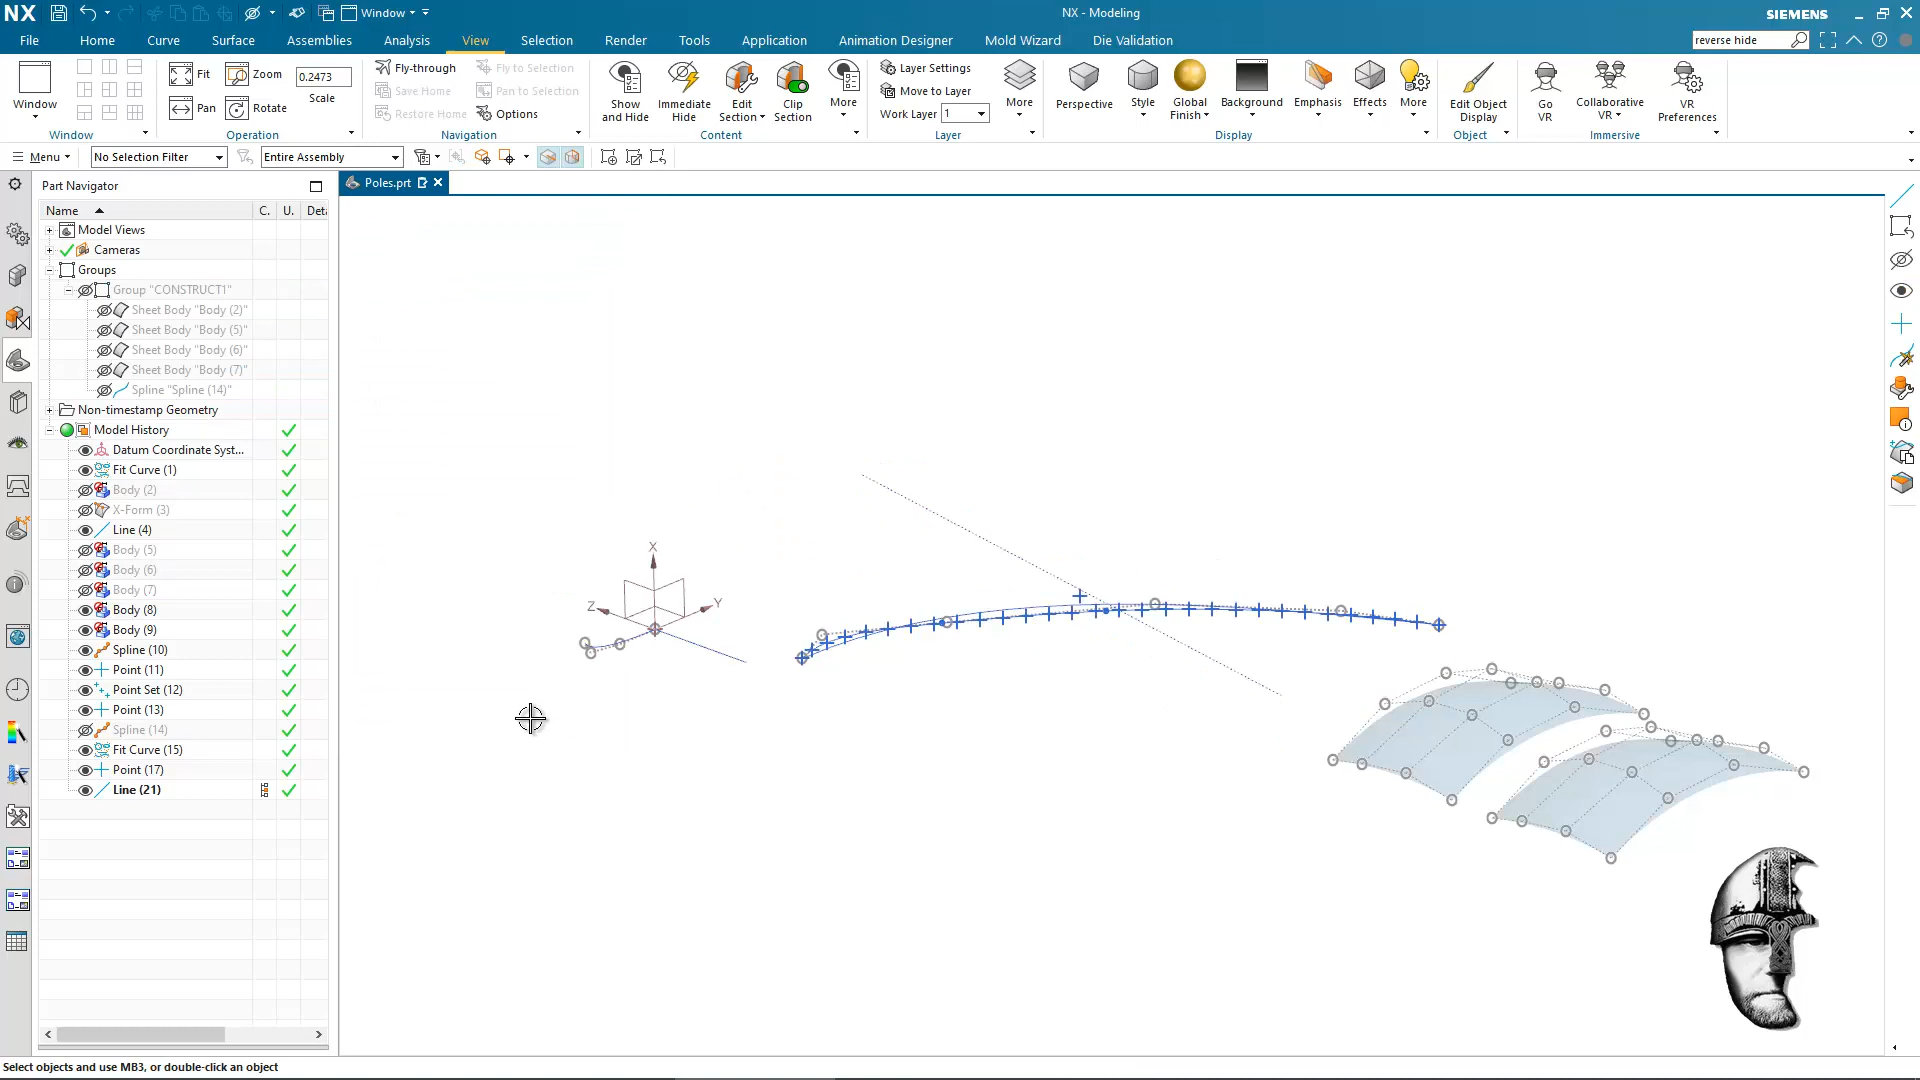 NX Window NX - Modeling SIEMENS
File Home Curve Surface Assemblies Analysis View Selection Render Tools Application Animation Designer Mold Wizard Die Validation reverse hide
Window
Fit Zoom 0.2473
Pan Rotate Scale
Fly-through Fly to Selection
Save Home Pan to Selection
Restore Home Options
Show and Hide
Immediate Hide
Edit Section
Clip Section
More
Layer Settings
Move to Layer
Work Layer 1
More
Perspective
Style
Global Finish
Background
Emphasis
Effects
More
Edit Object Display
Go VR
Collaborative VR
VR Preferences
Window Operation Navigation Content Layer Display Object Immersive
Menu No Selection Filter Entire Assembly
Part Navigator
Poles.prt
Name C. U. Deta
Model Views
Cameras
Groups
Group "CONSTRUCT1"
Sheet Body "Body (2)"
Sheet Body "Body (5)"
Sheet Body "Body (6)"
Sheet Body "Body (7)"
Spline "Spline (14)"
Non-timestamp Geometry
Model History
Datum Coordinate Syst...
Fit Curve (1)
Body (2)
X-Form (3)
Line (4)
Body (5)
Body (6)
Body (7)
Body (8)
Body (9)
Spline (10)
Point (11)
Point Set (12)
Point (13)
Spline (14)
Fit Curve (15)
Point (17)
Line (21)
X
Z Y
Select objects and use MB3, or double-click an object